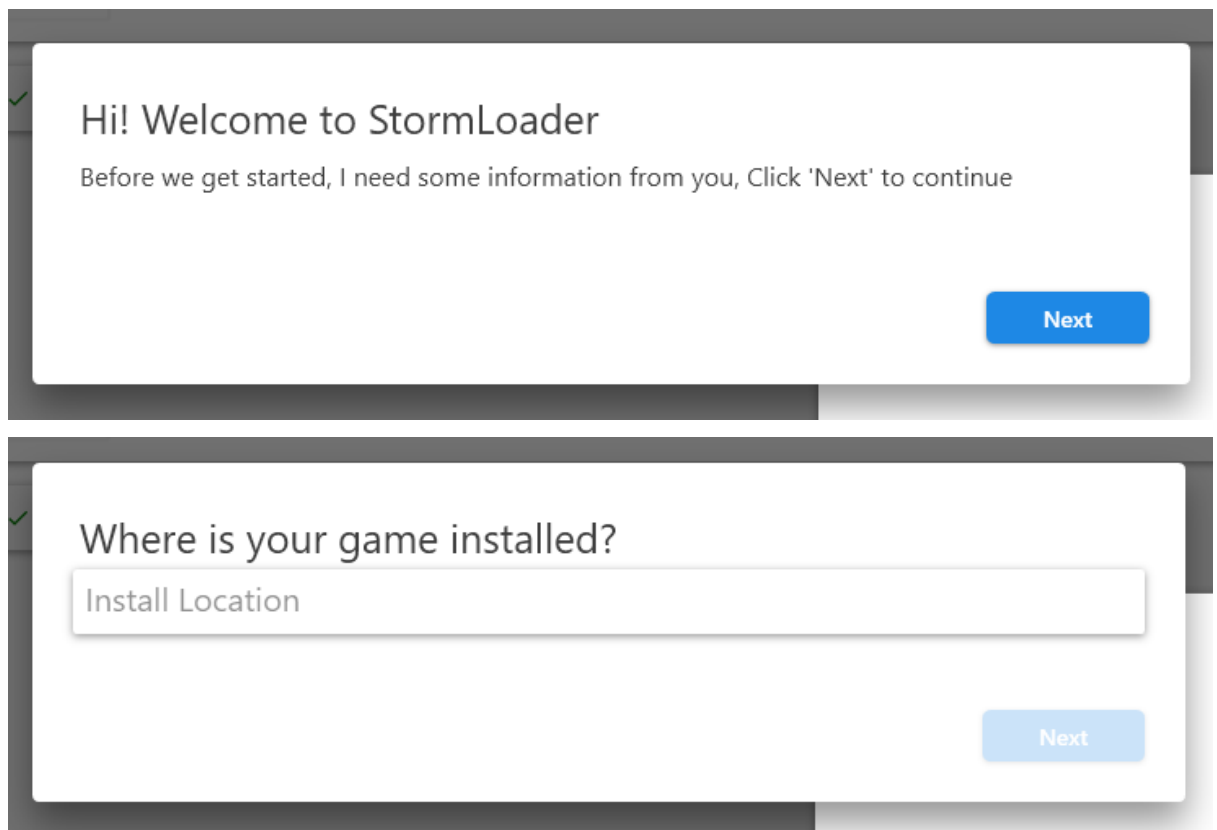 Hi! Welcome to StormLoader
Before we get started, I need some information from you, Click 'Next' to continue
Next
Where is your game installed?
Install Location
Next